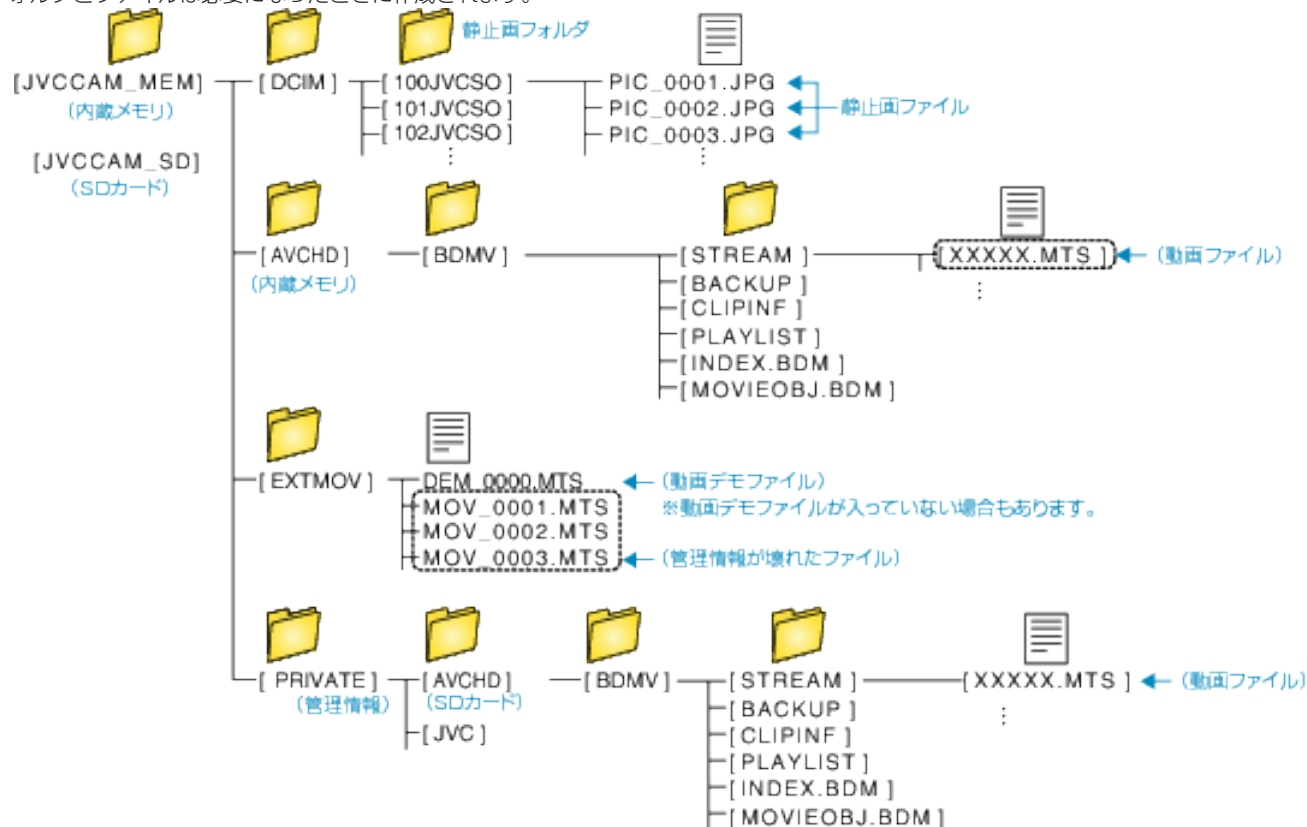 静止画フォルダ
[JVCCAM_MEM] [DCIM] [100JVCSO] PIC_0001.JPG
(内蔵メモリ) [101JVCSO] PIC_0002.JPG 静止画ファイル
[102JVCSO] PIC_0003.JPG
[JVCCAM_SD]
(SDカード)
[AVCHD] [BDMV] [STREAM] [XXXXX.MTS] (動画ファイル)
(内蔵メモリ) [BACKUP]
[CLIPINF]
[PLAYLIST]
[INDEX.BDM]
[MOVIEOBJ.BDM]
[EXTMOV] DEM_0000.MTS (動画デモファイル)
MOV_0001.MTS ※動画デモファイルが入っていない場合もあります。
MOV_0002.MTS
MOV_0003.MTS (管理情報が壊れたファイル)
[PRIVATE] [AVCHD] [BDMV] [STREAM] [XXXXX.MTS] (動画ファイル)
(管理情報) (SDカード) [BACKUP]
[JVC] [CLIPINF]
[PLAYLIST]
[INDEX.BDM]
[MOVIEOBJ.BDM]